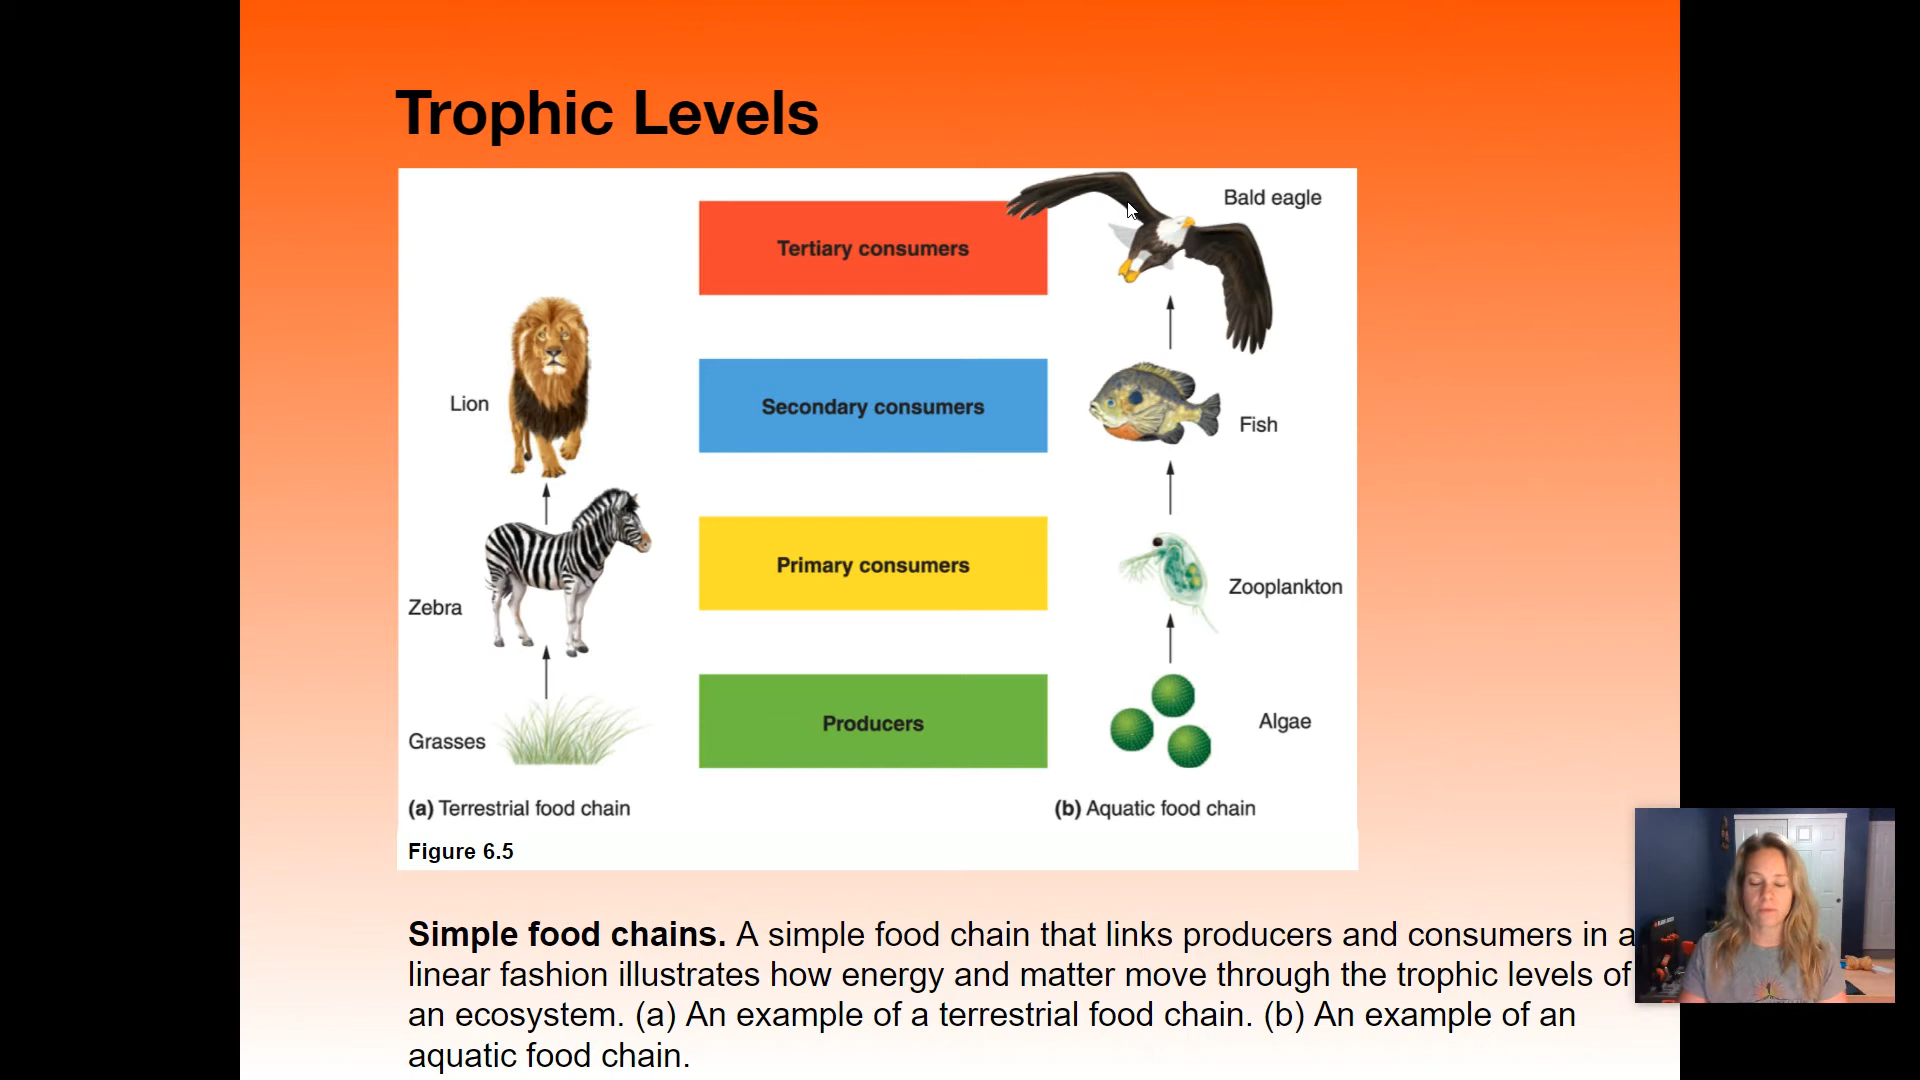 Trophic Levels
Bald eagle
Tertiary consumers
Lion
Secondary consumers
Fish
Zebra
Primary consumers
Zooplankton
Grasses
Producers
Algae
(a) Terrestrial food chain
(b) Aquatic food chain
Figure 6.5
Simple food chains. A simple food chain that links producers and consumers in a
linear fashion illustrates how energy and matter move through the trophic levels of
an ecosystem. (a) An example of a terrestrial food chain. (b) An example of an
aquatic food chain.